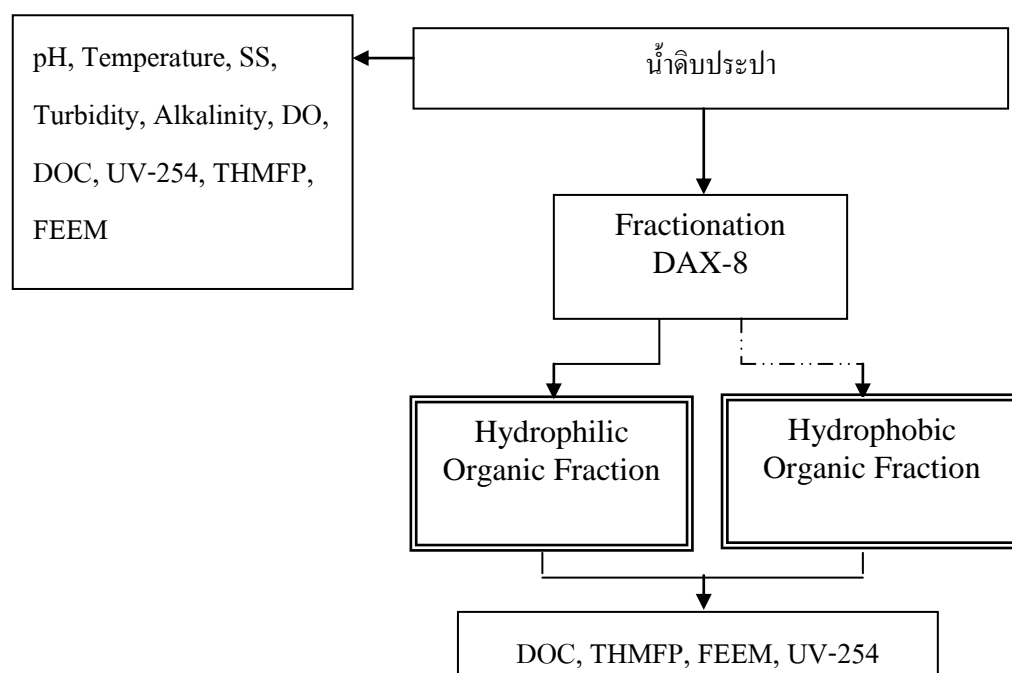 น้ำดิบประปา
pH, Temperature, SS,
Turbidity, Alkalinity, DO,
DOC, UV-254, THMFP,
FEEM
Fractionation
DAX-8
Hydrophilic
Organic Fraction
Hydrophobic
Organic Fraction
DOC, THMFP, FEEM, UV-254